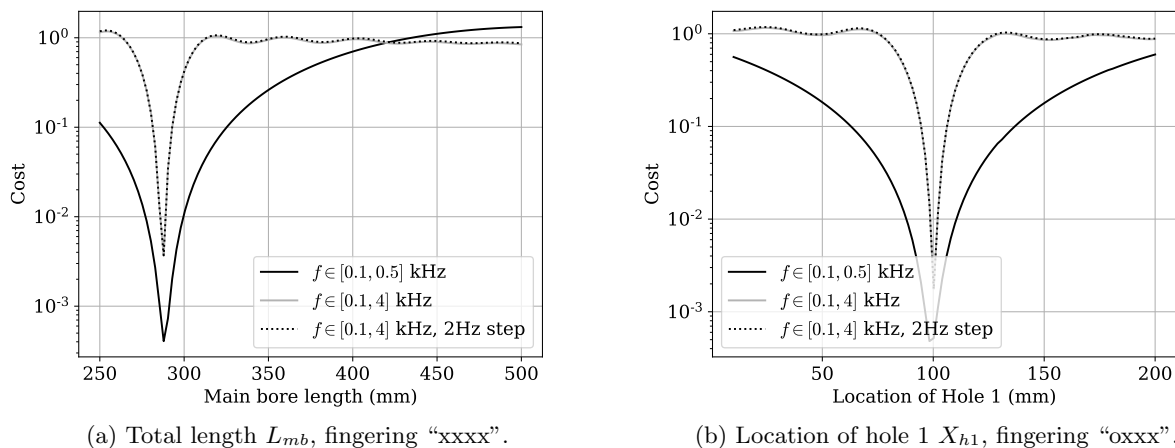 10^0
10^-1
10^-2
10^-3
Cost
f ∈ [0.1, 0.5] kHz
f ∈ [0.1, 4] kHz
f ∈ [0.1, 4] kHz, 2Hz step
250 300 350 400 450 500
Main bore length (mm)
(a) Total length L_{mb}, fingering “xxxx”.
10^0
10^-1
10^-2
10^-3
Cost
f ∈ [0.1, 0.5] kHz
f ∈ [0.1, 4] kHz
f ∈ [0.1, 4] kHz, 2Hz step
50 100 150 200
Location of Hole 1 (mm)
(b) Location of hole 1 X_{h1}, fingering “oxxx”